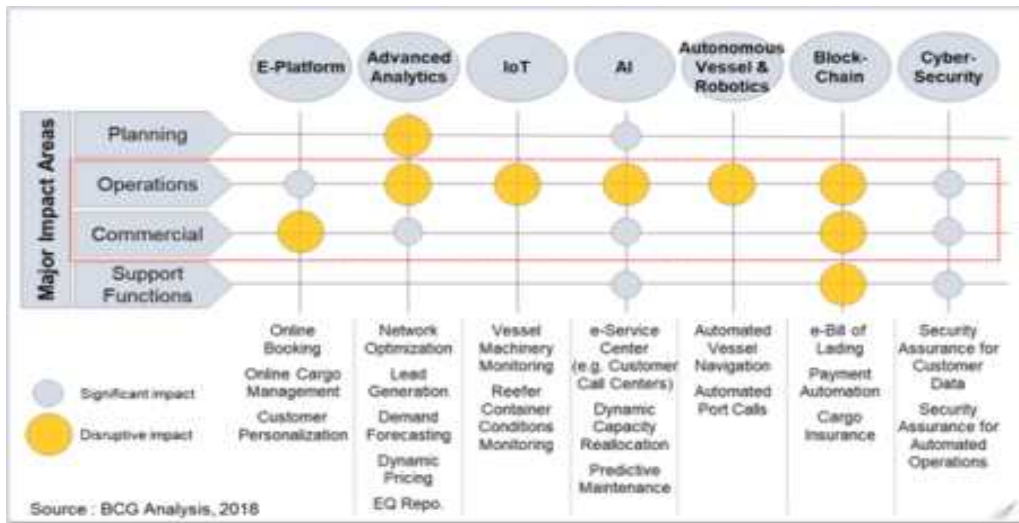 E-Platform
Advanced
Analytics
IoT
AI
Autonomous
Vessel &
Robotics
Block-
Chain
Cyber-
Security
Major Impact Areas
Planning
Operations
Commercial
Support
Functions
Significant impact
Disruptive impact
Online
Booking
Online Cargo
Management
Customer
Personalization
Network
Optimization
Lead
Generation
Demand
Forecasting
Dynamic
Pricing
EQ Repo.
Vessel
Machinery
Monitoring
Reefer
Container
Conditions
Monitoring
e-Service
Center
(e.g. Customer
Call Centers)
Dynamic
Capacity
Reallocation
Predictive
Maintenance
Automated
Vessel
Navigation
Automated
Port Calls
e-Bill of
Lading
Payment
Automation
Cargo
Insurance
Security
Assurance for
Customer
Data
Security
Assurance for
Automated
Operations
Source : BCG Analysis, 2018